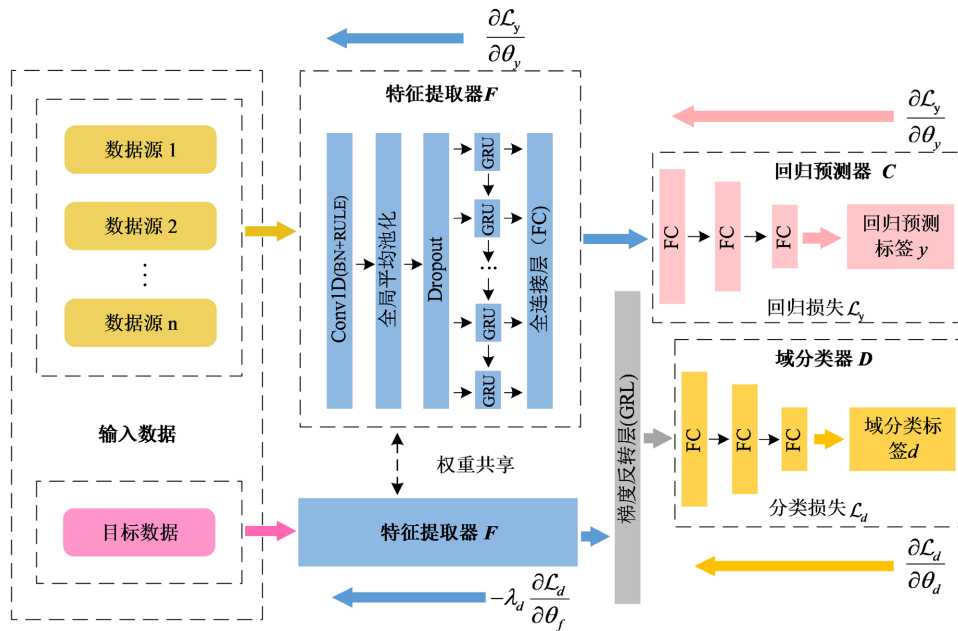 ∂ℒy
∂θy
特征提取器F
数据源 1
数据源 2
⋮
数据源 n
输入数据
目标数据
Conv1D(BN+RULE)
全局平均池化
Dropout
GRU
GRU
⋮
GRU
GRU
全连接层（FC）
权重共享
特征提取器 F
−λd ∂ℒd
∂θf
梯度反转层(GRL)
∂ℒy
∂θy
回归预测器 C
FC
FC
FC
回归预测
标签 y
回归损失ℒy
域分类器 D
FC
FC
FC
域分类标
签d
分类损失ℒd
∂ℒd
∂θd